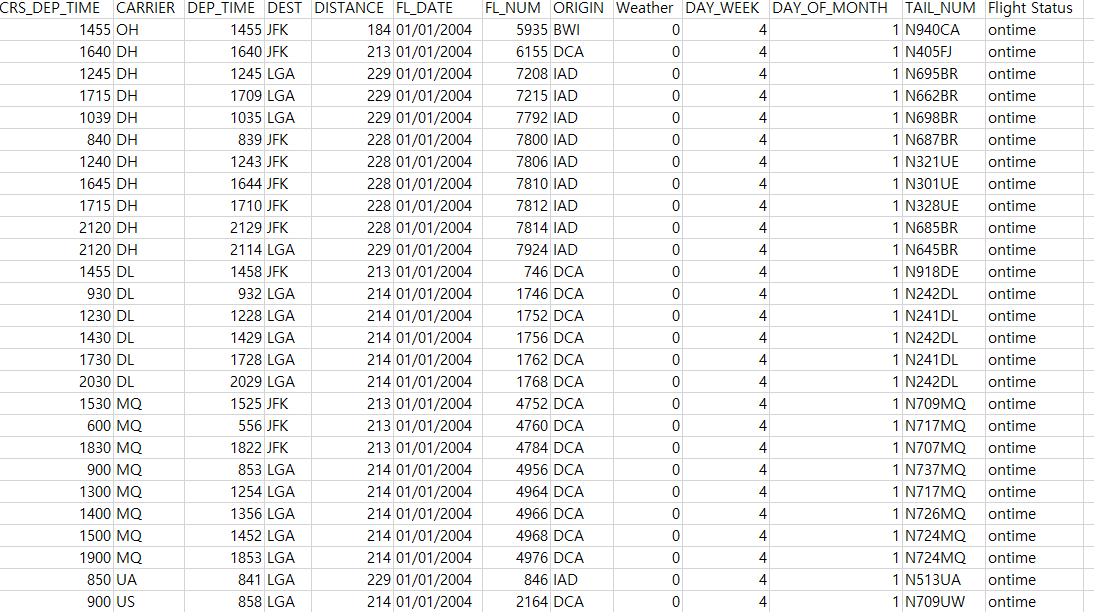 CRS_DEP_TIME CARRIER DEP_TIME DEST DISTANCE FL_DATE FL_NUM ORIGIN Weather DAY_WEEK DAY_OF_MONTH TAIL_NUM Flight Status
1455 OH 1455 JFK 184 01/01/2004 5935 BWI 0 4 1 N940CA ontime
1640 DH 1640 JFK 213 01/01/2004 6155 DCA 0 4 1 N405FJ ontime
1245 DH 1245 LGA 229 01/01/2004 7208 IAD 0 4 1 N695BR ontime
1715 DH 1709 LGA 229 01/01/2004 7215 IAD 0 4 1 N662BR ontime
1039 DH 1035 LGA 229 01/01/2004 7792 IAD 0 4 1 N698BR ontime
840 DH 839 JFK 228 01/01/2004 7800 IAD 0 4 1 N687BR ontime
1240 DH 1243 JFK 228 01/01/2004 7806 IAD 0 4 1 N321UE ontime
1645 DH 1644 JFK 228 01/01/2004 7810 IAD 0 4 1 N301UE ontime
1715 DH 1710 JFK 228 01/01/2004 7812 IAD 0 4 1 N328UE ontime
2120 DH 2129 JFK 228 01/01/2004 7814 IAD 0 4 1 N685BR ontime
2120 DH 2114 LGA 229 01/01/2004 7924 IAD 0 4 1 N645BR ontime
1455 DL 1458 JFK 213 01/01/2004 746 DCA 0 4 1 N918DE ontime
930 DL 932 LGA 214 01/01/2004 1746 DCA 0 4 1 N242DL ontime
1230 DL 1228 LGA 214 01/01/2004 1752 DCA 0 4 1 N241DL ontime
1430 DL 1429 LGA 214 01/01/2004 1756 DCA 0 4 1 N242DL ontime
1730 DL 1728 LGA 214 01/01/2004 1762 DCA 0 4 1 N241DL ontime
2030 DL 2029 LGA 214 01/01/2004 1768 DCA 0 4 1 N242DL ontime
1530 MQ 1525 JFK 213 01/01/2004 4752 DCA 0 4 1 N709MQ ontime
600 MQ 556 JFK 213 01/01/2004 4760 DCA 0 4 1 N717MQ ontime
1830 MQ 1822 JFK 213 01/01/2004 4784 DCA 0 4 1 N707MQ ontime
900 MQ 853 LGA 214 01/01/2004 4956 DCA 0 4 1 N737MQ ontime
1300 MQ 1254 LGA 214 01/01/2004 4964 DCA 0 4 1 N717MQ ontime
1400 MQ 1356 LGA 214 01/01/2004 4966 DCA 0 4 1 N726MQ ontime
1500 MQ 1452 LGA 214 01/01/2004 4968 DCA 0 4 1 N724MQ ontime
1900 MQ 1853 LGA 214 01/01/2004 4976 DCA 0 4 1 N724MQ ontime
850 UA 841 LGA 229 01/01/2004 846 IAD 0 4 1 N513UA ontime
900 US 858 LGA 214 01/01/2004 2164 DCA 0 4 1 N709UW ontime